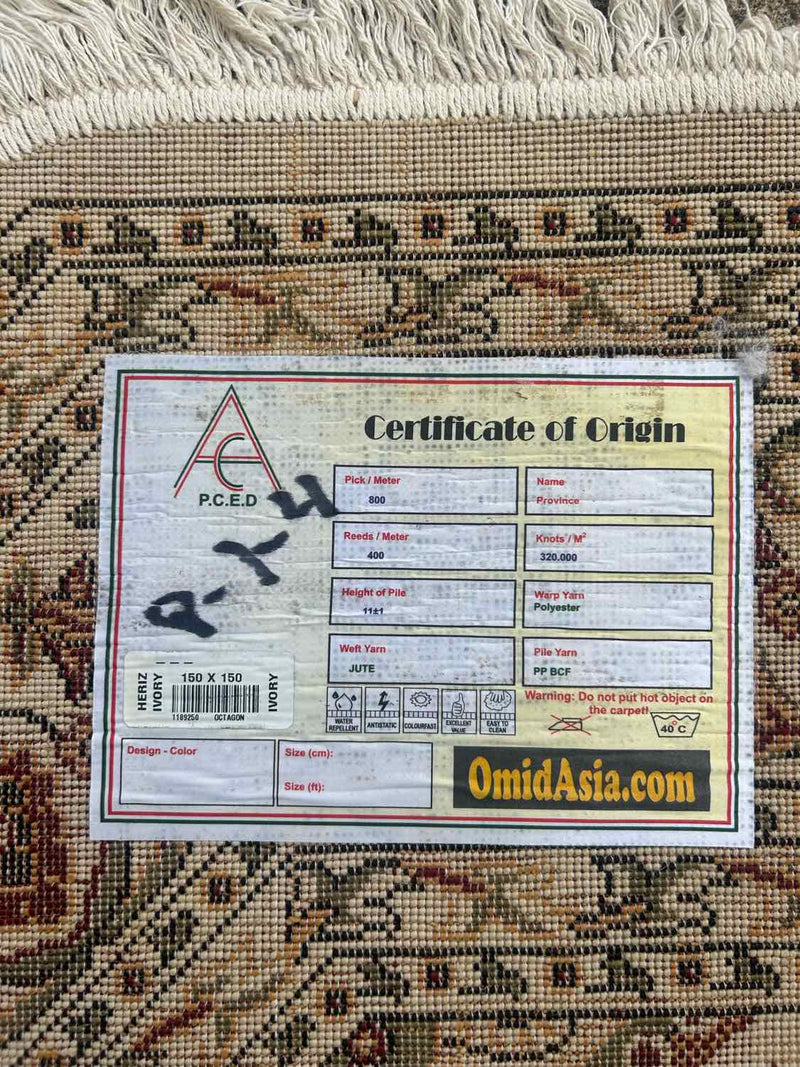 Certificate of Origin
P.C.E.D
Pick / Meter
800
Name
Province
Reeds / Meter
400
Knots / M²
320.000
Height of Pile
11±1
Warp Yarn
Polyester
Weft Yarn
JUTE
Pile Yarn
PP BCF
HERIZ
IVORY
150 X 150
1189250 OCTAGON
IVORY
WATER
REPELLENT
ANTISTATIC
COLOURFAST
EXCELLENT
VALUE
EASY TO
CLEAN
Warning: Do not put hot object on
the carpet!
40 C
Design - Color
Size (cm):
Size (ft):
OmidAsia.com